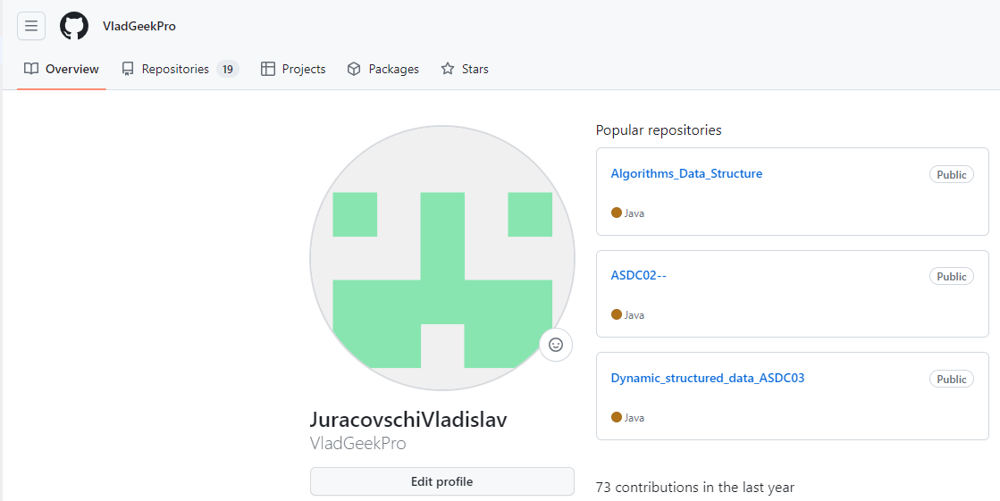 VladGeekPro
Overview
Repositories 19
Projects
Packages
Stars
Popular repositories
Algorithms_Data_Structure
Public
Java
ASDC02--
Public
Java
Dynamic_structured_data_ASDC03
Public
Java
JuracovschiVladislav
VladGeekPro
Edit profile
73 contributions in the last year